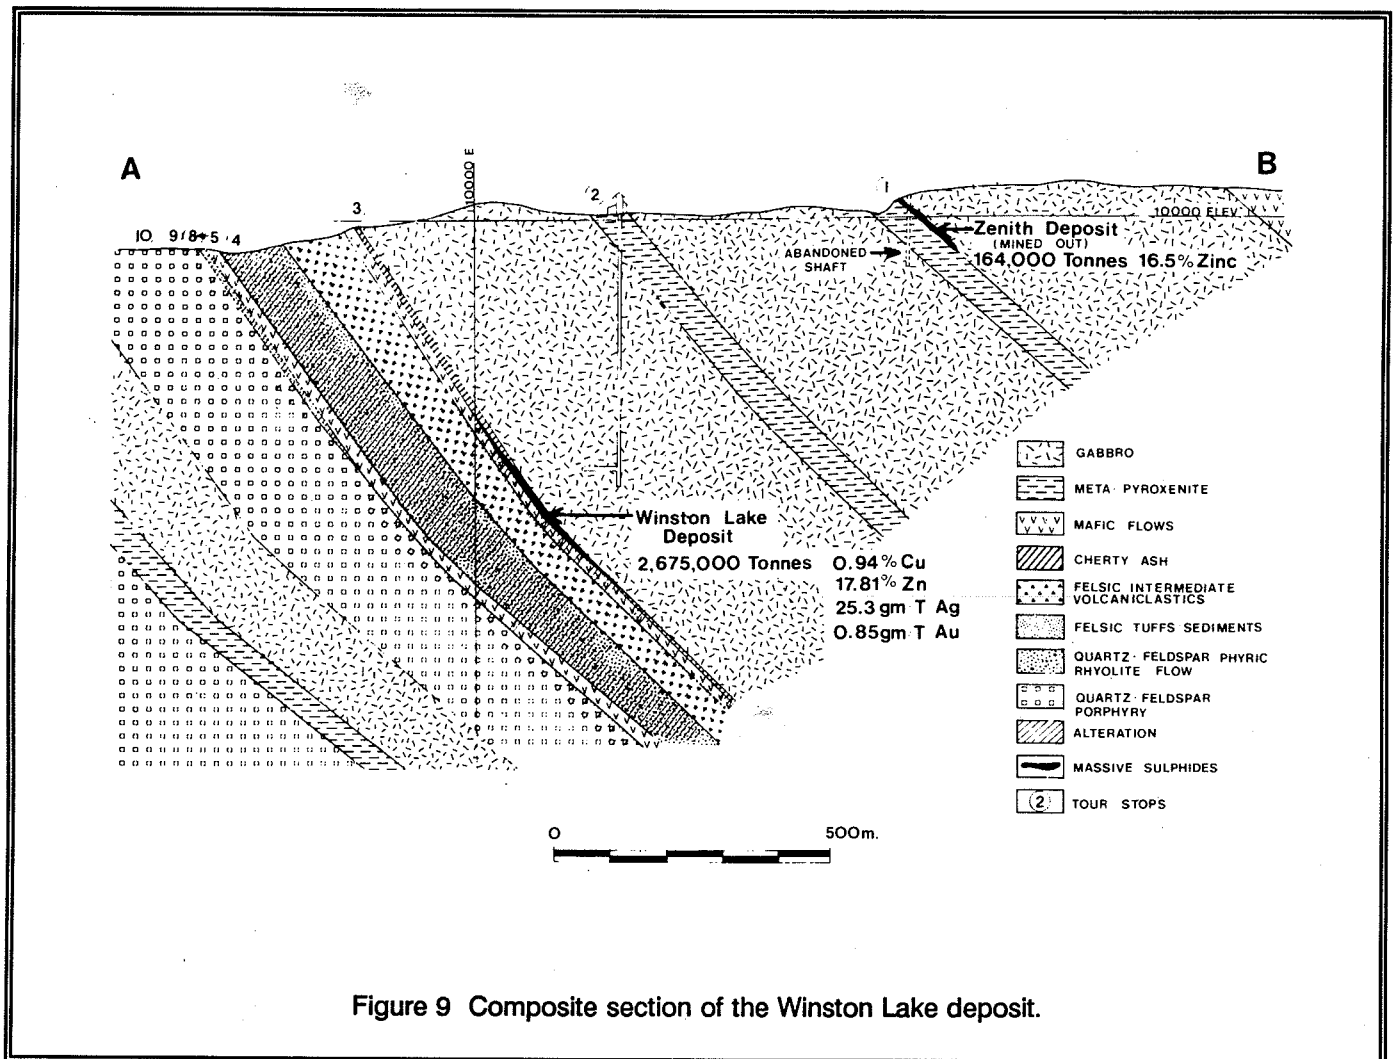 A
B
10000 E
10 9 8 5 4
3
2
1
10000 ELEV.
Zenith Deposit
(MINED OUT)
164,000 Tonnes 16.5% Zinc
ABANDONED
SHAFT
Winston Lake
Deposit
2,675,000 Tonnes 0.94% Cu
17.81% Zn
25.3 gm T Ag
0.85 gm T Au
GABBRO
META PYROXENITE
MAFIC FLOWS
CHERTY ASH
FELSIC INTERMEDIATE
VOLCANICLASTICS
FELSIC TUFFS SEDIMENTS
QUARTZ FELDSPAR PHYRIC
RHYOLITE FLOW
QUARTZ FELDSPAR
PORPHYRY
ALTERATION
MASSIVE SULPHIDES
2 TOUR STOPS
0 500m.
Figure 9 Composite section of the Winston Lake deposit.